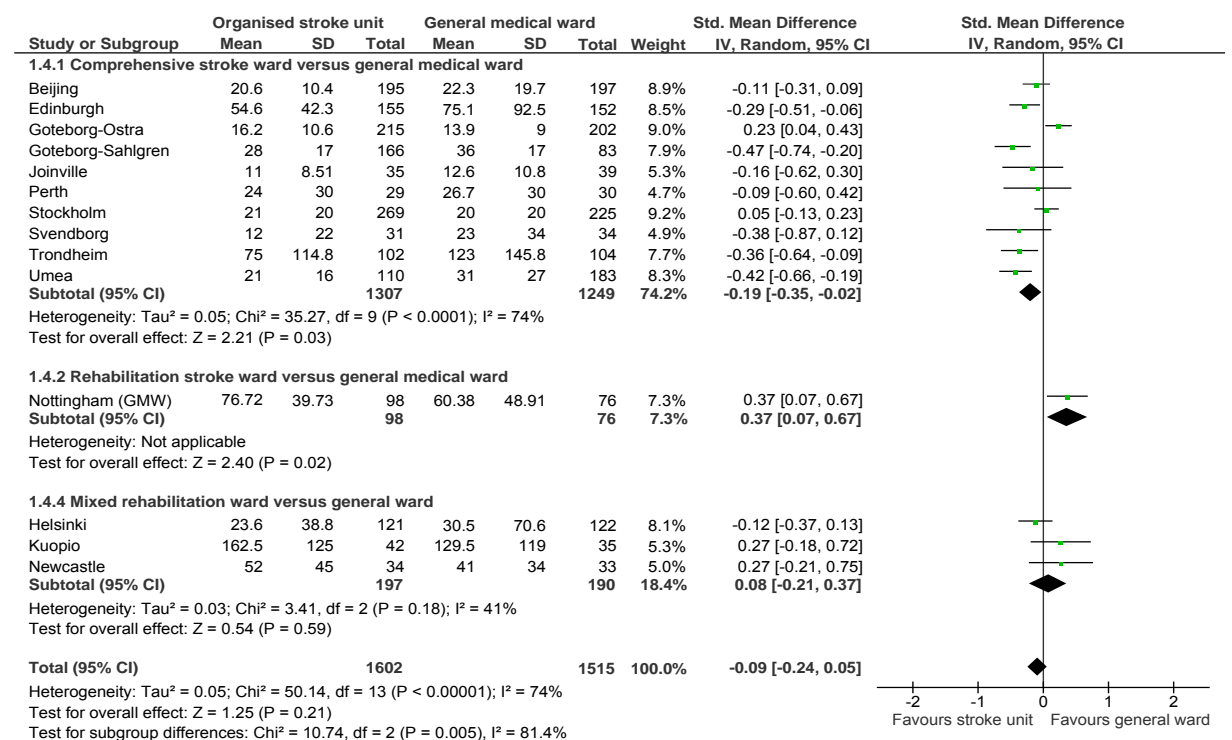 Organised stroke unit General medical ward Std. Mean Difference Std. Mean Difference
Study or Subgroup Mean SD Total Mean SD Total Weight IV, Random, 95% CI IV, Random, 95% CI
1.4.1 Comprehensive stroke ward versus general medical ward
Beijing 20.6 10.4 195 22.3 19.7 197 8.9% -0.11 [-0.31, 0.09]
Edinburgh 54.6 42.3 155 75.1 92.5 152 8.5% -0.29 [-0.51, -0.06]
Goteborg-Ostra 16.2 10.6 215 13.9 9 202 9.0% 0.23 [0.04, 0.43]
Goteborg-Sahlgren 28 17 166 36 17 83 7.9% -0.47 [-0.74, -0.20]
Joinville 11 8.51 35 12.6 10.8 39 5.3% -0.16 [-0.62, 0.30]
Perth 24 30 29 26.7 30 30 4.7% -0.09 [-0.60, 0.42]
Stockholm 21 20 269 20 20 225 9.2% 0.05 [-0.13, 0.23]
Svendborg 12 22 31 23 34 34 4.9% -0.38 [-0.87, 0.12]
Trondheim 75 114.8 102 123 145.8 104 7.7% -0.36 [-0.64, -0.09]
Umea 21 16 110 31 27 183 8.3% -0.42 [-0.66, -0.19]
Subtotal (95% CI) 1307 1249 74.2% -0.19 [-0.35, -0.02]
Heterogeneity: Tau² = 0.05; Chi² = 35.27, df = 9 (P < 0.0001); I² = 74%
Test for overall effect: Z = 2.21 (P = 0.03)
1.4.2 Rehabilitation stroke ward versus general medical ward
Nottingham (GMW) 76.72 39.73 98 60.38 48.91 76 7.3% 0.37 [0.07, 0.67]
Subtotal (95% CI) 98 76 7.3% 0.37 [0.07, 0.67]
Heterogeneity: Not applicable
Test for overall effect: Z = 2.40 (P = 0.02)
1.4.4 Mixed rehabilitation ward versus general ward
Helsinki 23.6 38.8 121 30.5 70.6 122 8.1% -0.12 [-0.37, 0.13]
Kuopio 162.5 125 42 129.5 119 35 5.3% 0.27 [-0.18, 0.72]
Newcastle 52 45 34 41 34 33 5.0% 0.27 [-0.21, 0.75]
Subtotal (95% CI) 197 190 18.4% 0.08 [-0.21, 0.37]
Heterogeneity: Tau² = 0.03; Chi² = 3.41, df = 2 (P = 0.18); I² = 41%
Test for overall effect: Z = 0.54 (P = 0.59)
Total (95% CI) 1602 1515 100.0% -0.09 [-0.24, 0.05]
Heterogeneity: Tau² = 0.05; Chi² = 50.14, df = 13 (P < 0.00001); I² = 74%
Test for overall effect: Z = 1.25 (P = 0.21)
Test for subgroup differences: Chi² = 10.74, df = 2 (P = 0.005), I² = 81.4%
-2 -1 0 1 2
Favours stroke unit Favours general ward